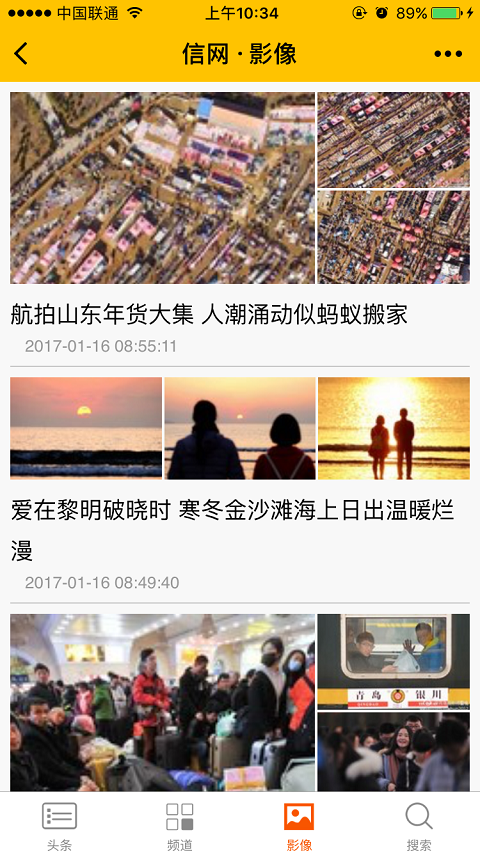 中国联通 上午10:34 89%
信网·影像
航拍山东年货大集 人潮涌动似蚂蚁搬家
2017-01-16 08:55:11
爱在黎明破晓时 寒冬金沙滩海上日出温暖烂
漫
2017-01-16 08:49:40
青岛 银川
头条 频道 影像 搜索